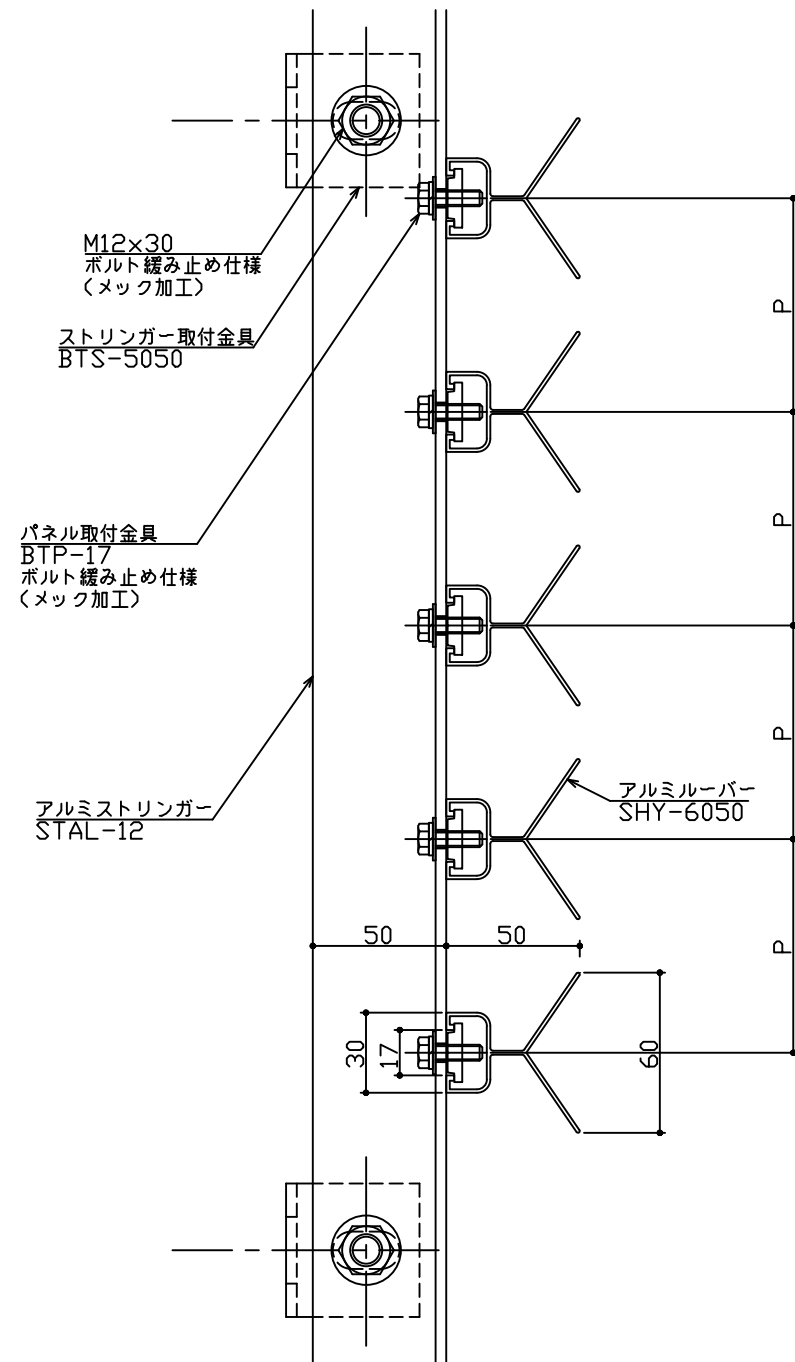 M12x30
ボルト緩み止め仕様
(メック加工)
P
ストリンガー取付金具
BTS-5050
パネル取付金具
BTP-17
ボルト緩み止め仕様
(メック加工)
P
P
アルミルーバー
SHY-6050
アルミストリンガー
STAL-12
50
50
P
30
17
60